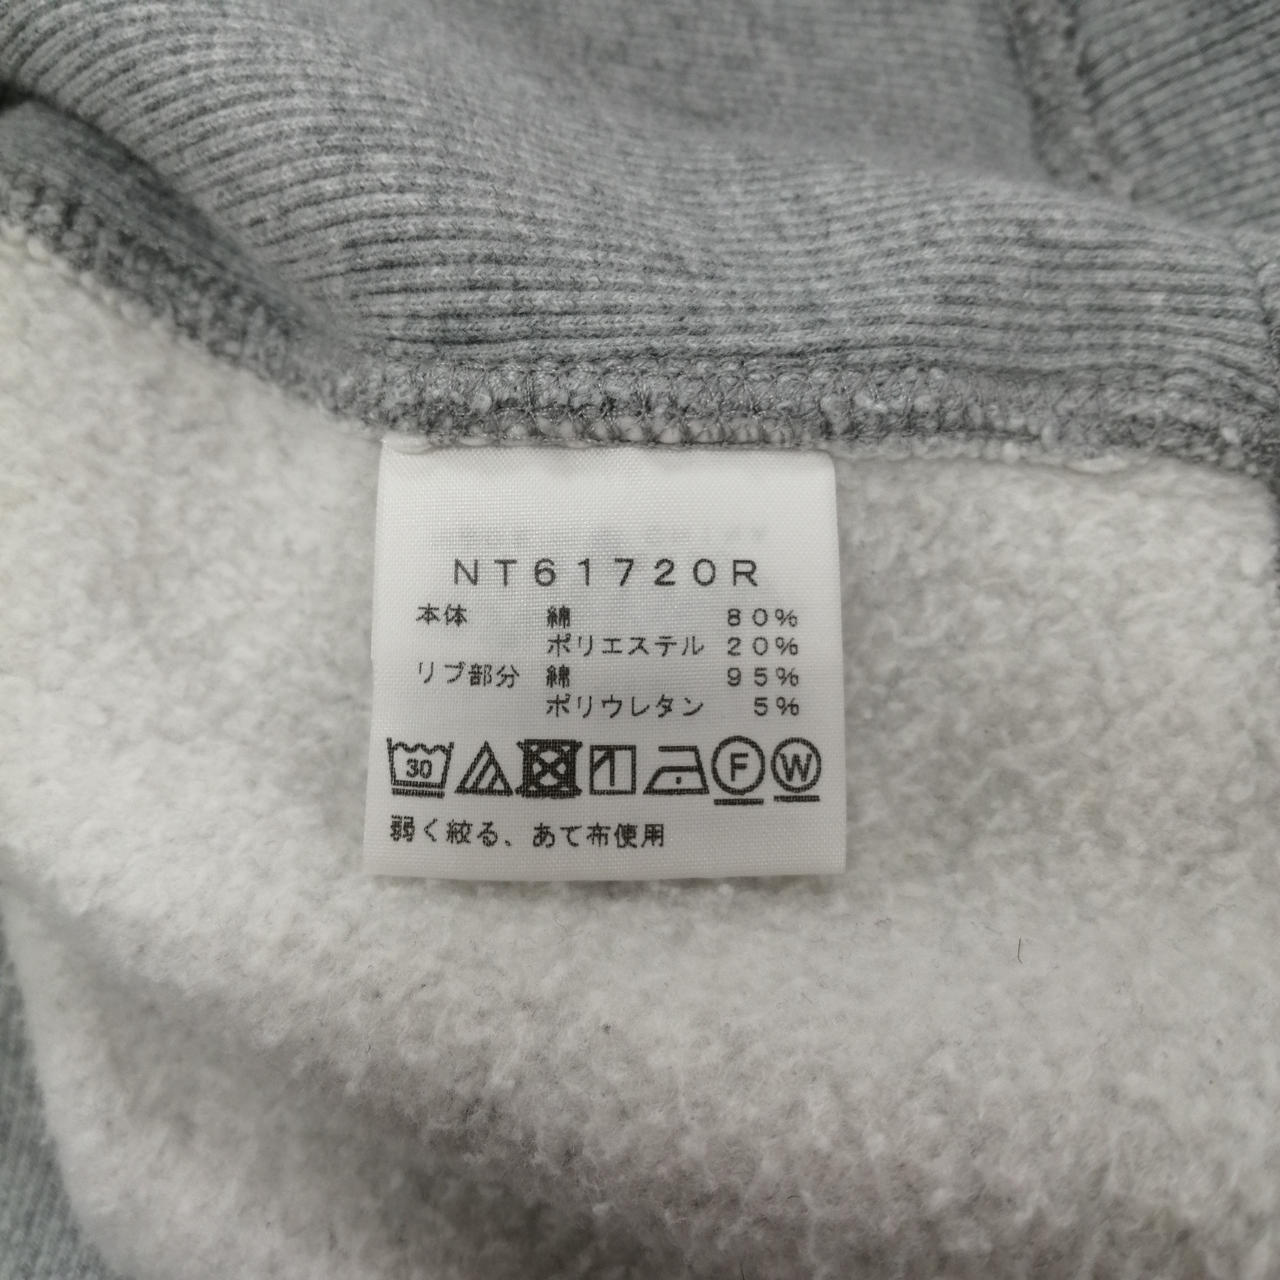 NT61720R
本体 綿 80%
ポリエステル 20%
リブ部分 綿 95%
ポリウレタン 5%
30 F W
弱く絞る、あて布使用